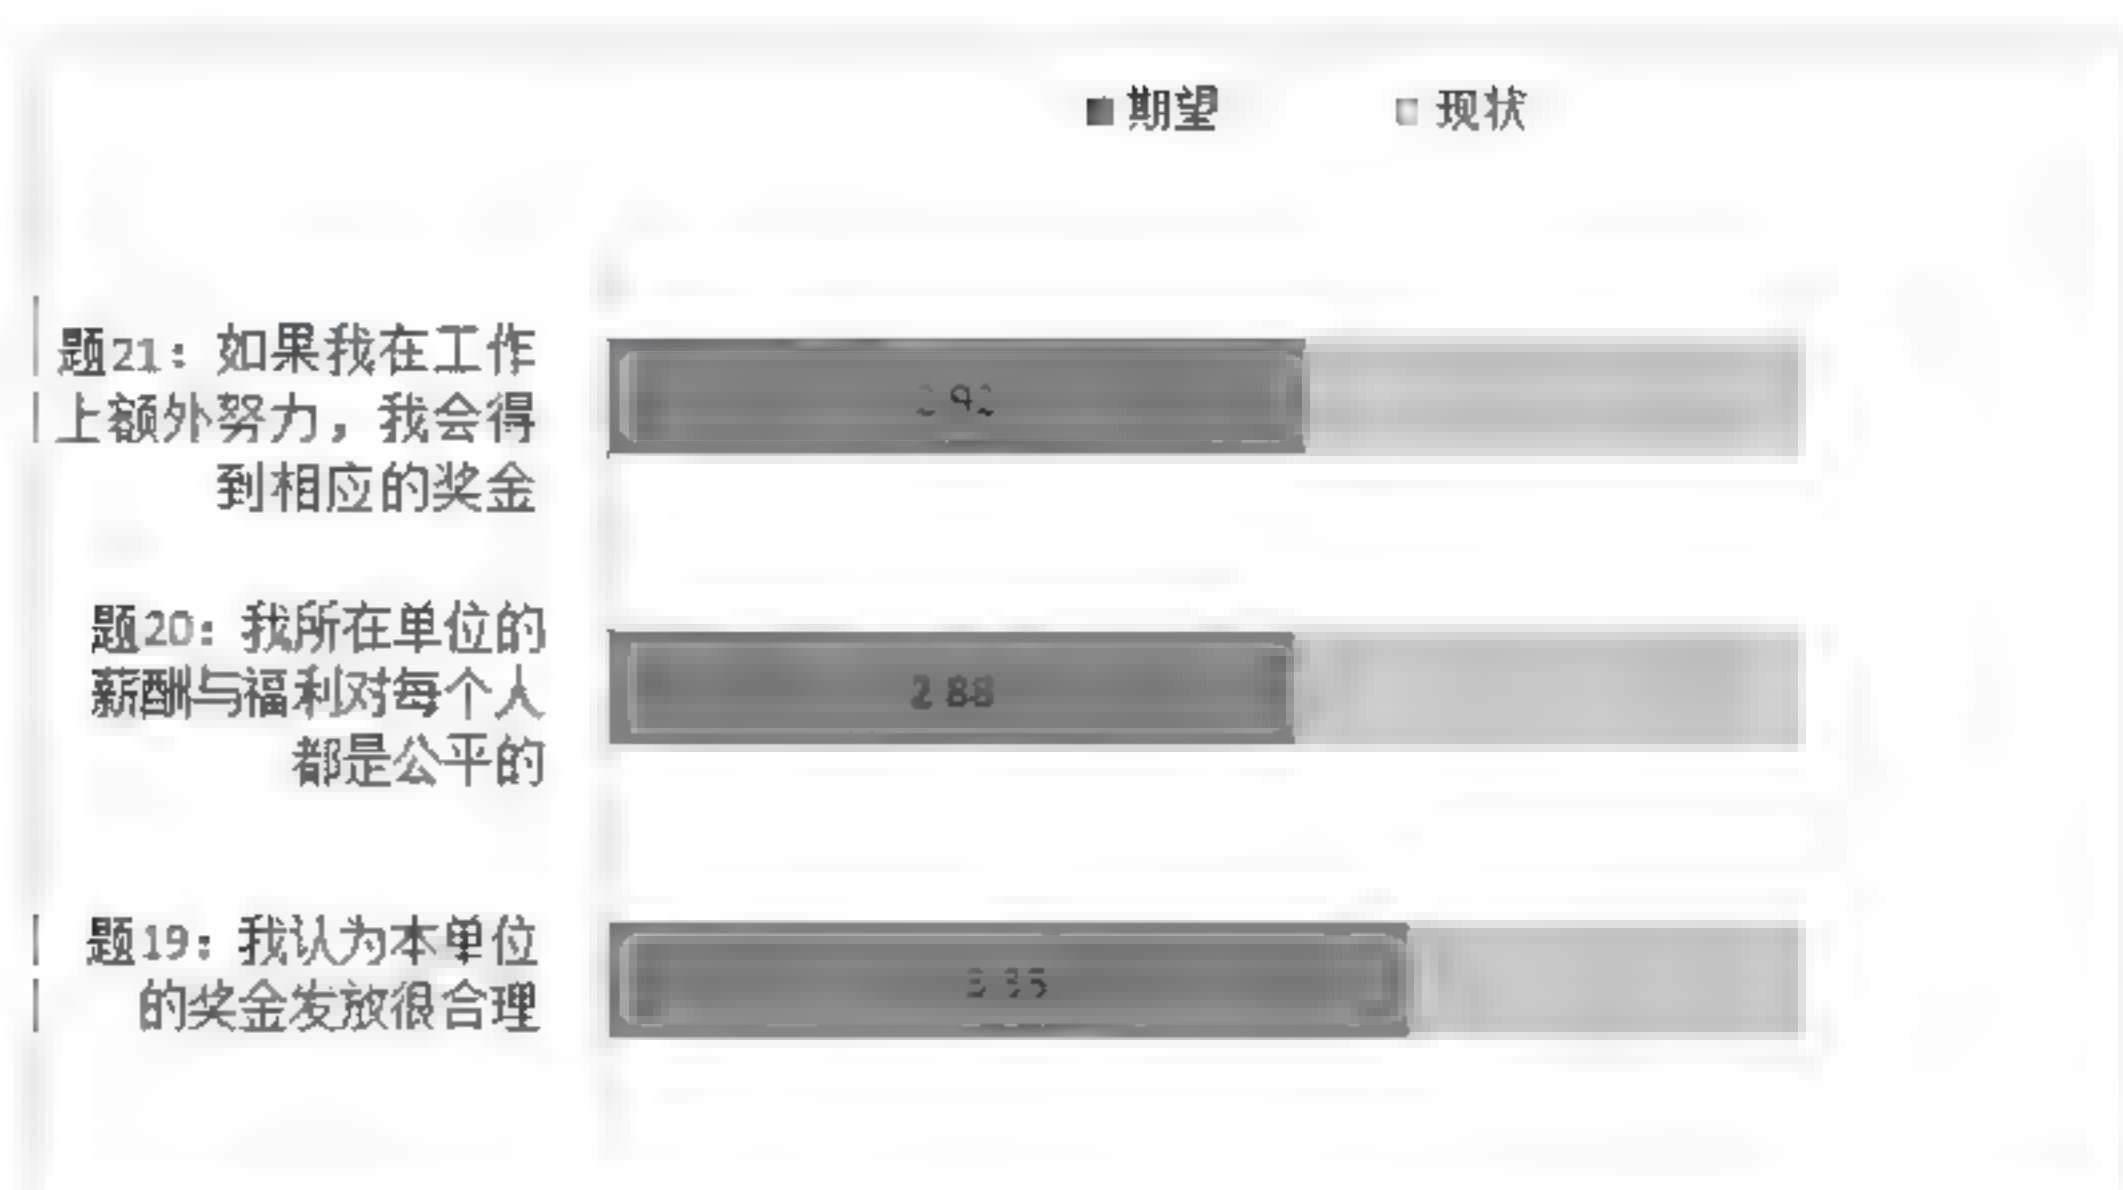 期望 现状
题21：如果我在工作
上额外努力，我会得
到相应的奖金
题20：我所在单位的
薪酬与福利对每个人
都是公平的
2 88
题19：我认为本单位
的奖金发放很合理